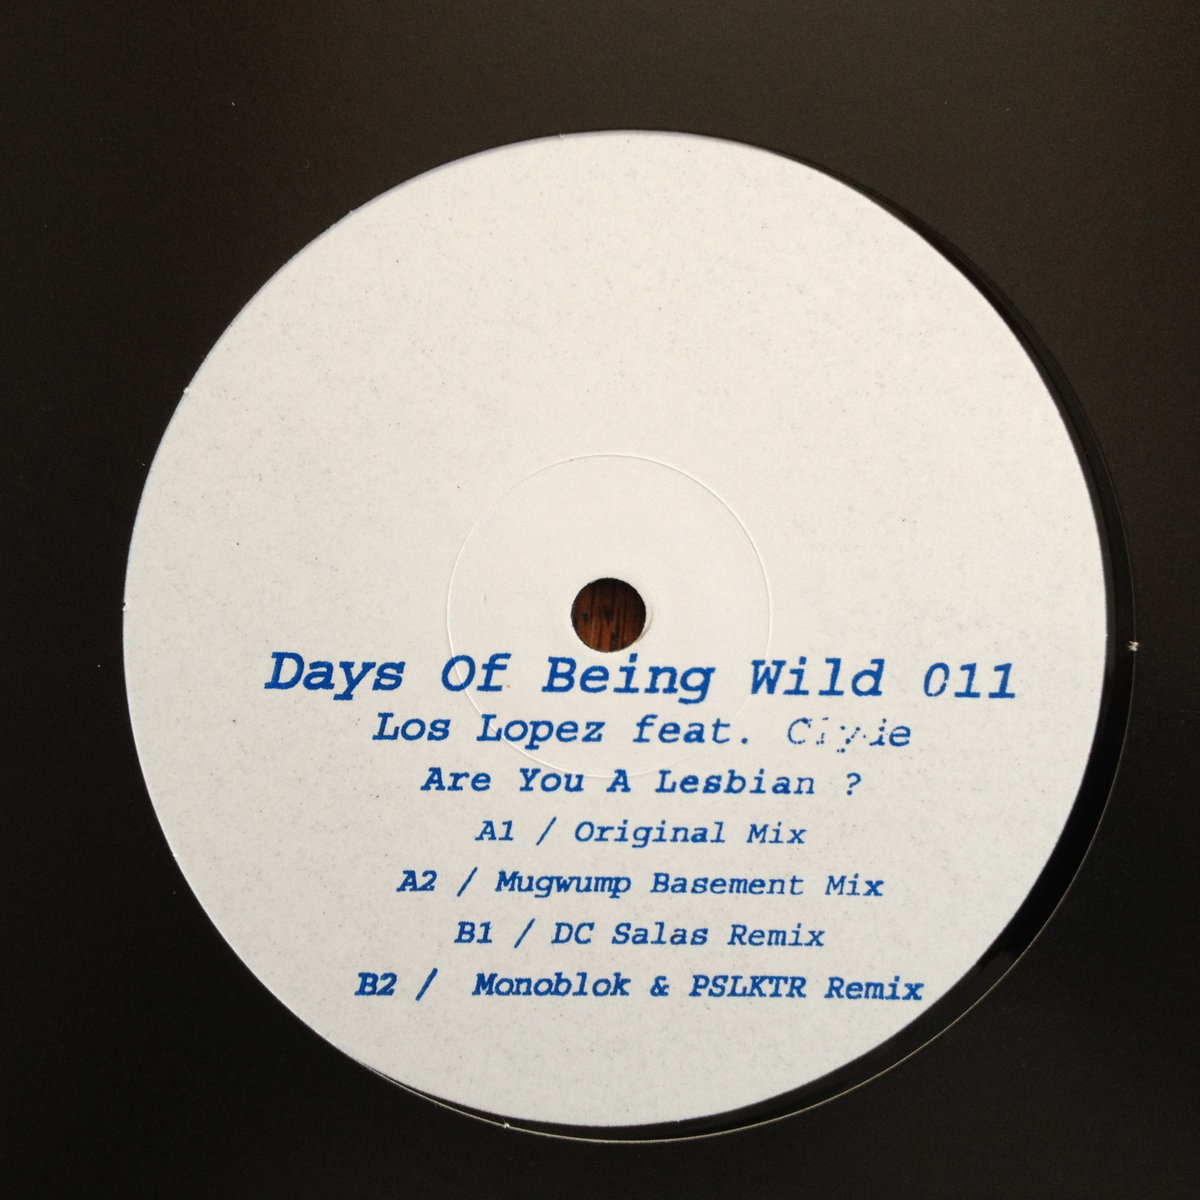 Days Of Being Wild 011
Los Lopez feat. Clyde
Are You A Lesbian ?
A1 / Original Mix
A2 / Mugwump Basement Mix
B1 / DC Salas Remix
B2 / Monoblok & PSLKTR Remix